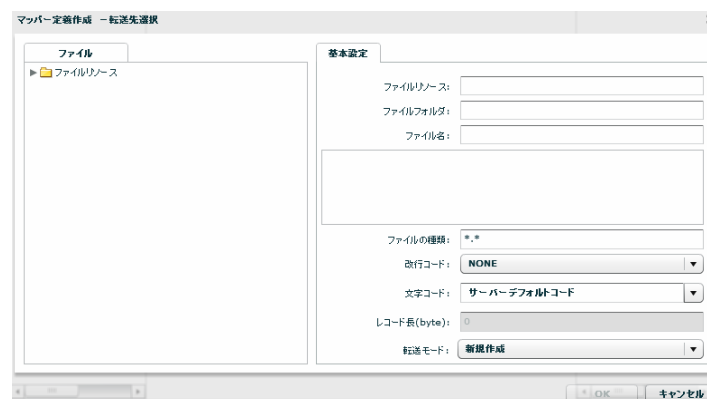 マッパー定義作成 －転送先選択
ファイル
ファイルリソース
基本設定
ファイルリソース:
ファイルフォルダ:
ファイル名:
ファイルの種類: *.*
改行コード: NONE
文字コード: サーバーデフォルトコード
レコード長(byte): 0
転送モード: 新規作成
OK キャンセル